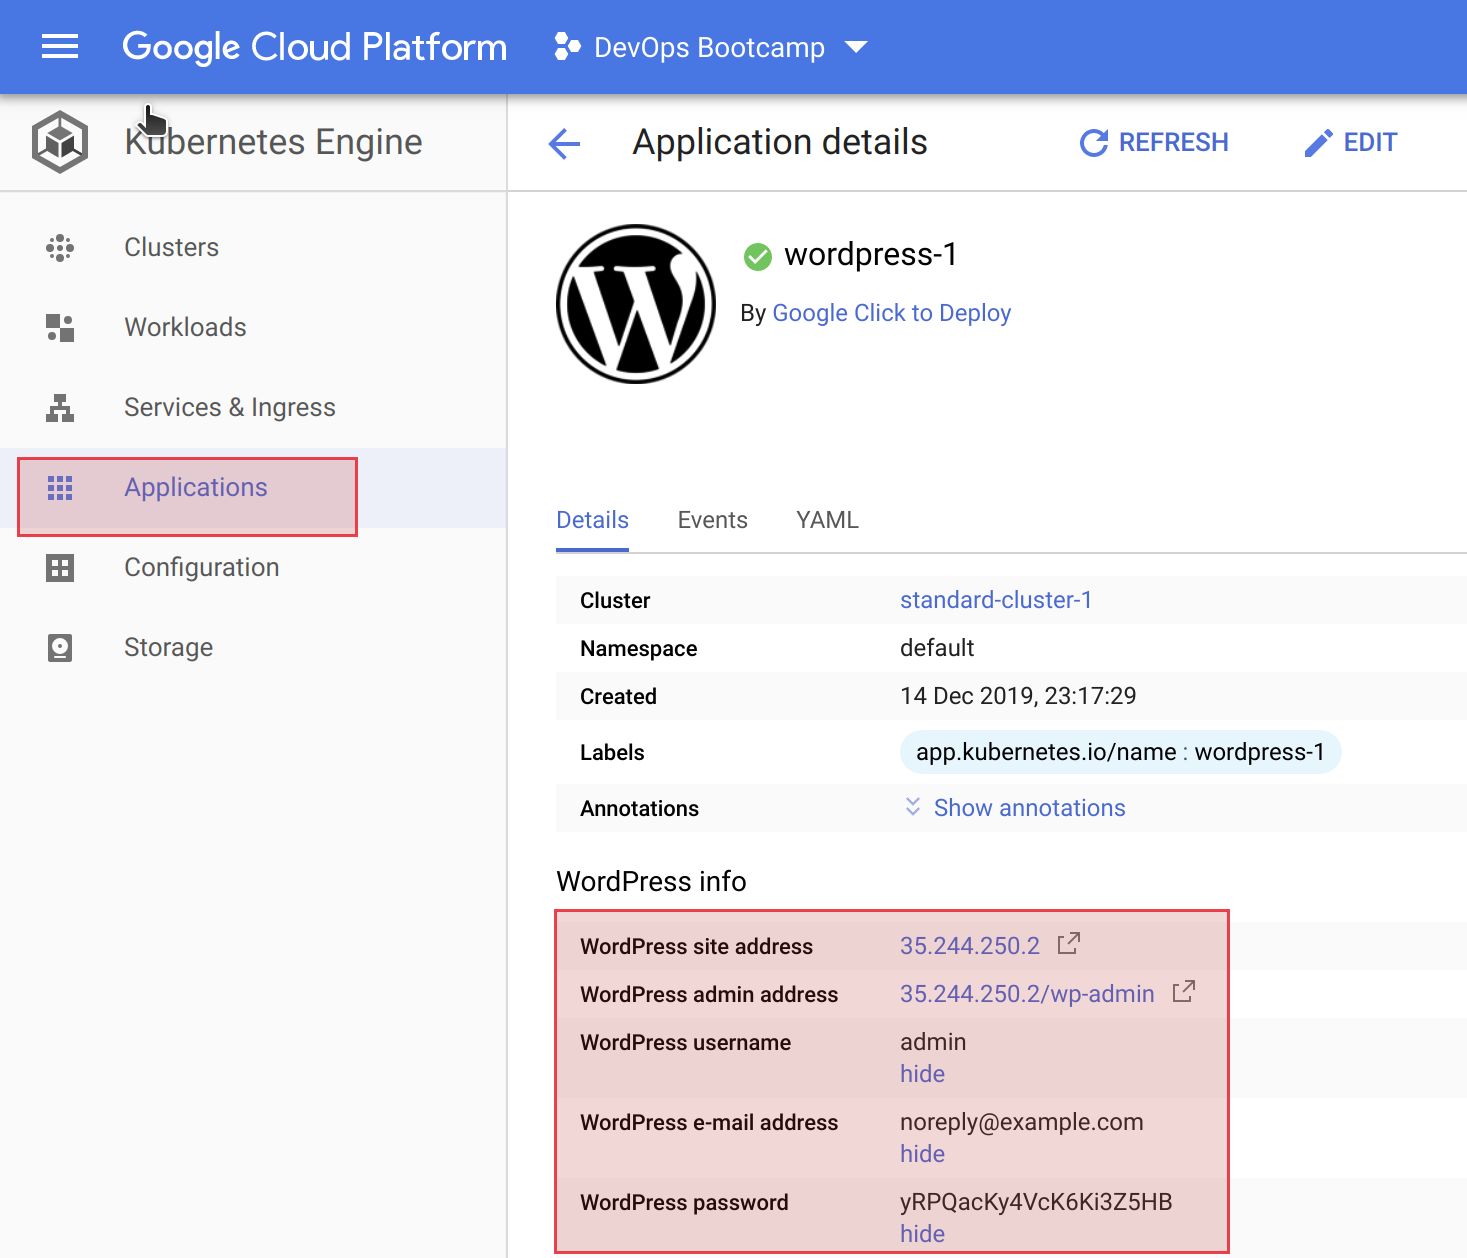 Google Cloud Platform DevOps Bootcamp
Kubernetes Engine
Application details REFRESH EDIT
Clusters
Workloads
Services & Ingress
Applications
Configuration
Storage
wordpress-1
By Google Click to Deploy
Details Events YAML
Cluster standard-cluster-1
Namespace default
Created 14 Dec 2019, 23:17:29
Labels app.kubernetes.io/name : wordpress-1
Annotations Show annotations
WordPress info
WordPress site address 35.244.250.2
WordPress admin address 35.244.250.2/wp-admin
WordPress username admin
hide
WordPress e-mail address noreply@example.com
hide
WordPress password yRPQacKy4VcK6Ki3Z5HB
hide